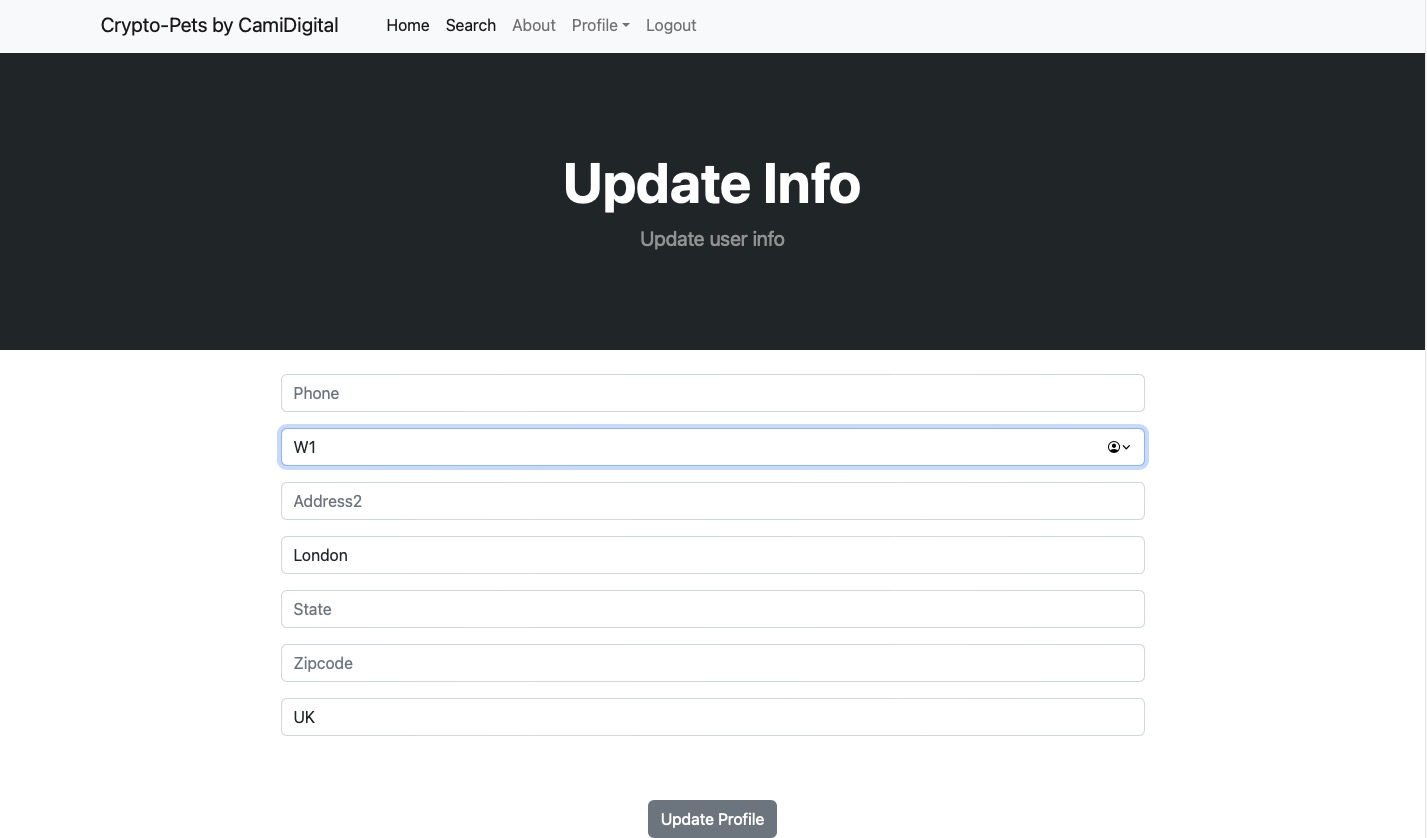 Crypto-Pets by CamiDigital Home Search About Profile Logout
Update Info
Update user info
Phone
W1
Address2
London
State
Zipcode
UK
Update Profile